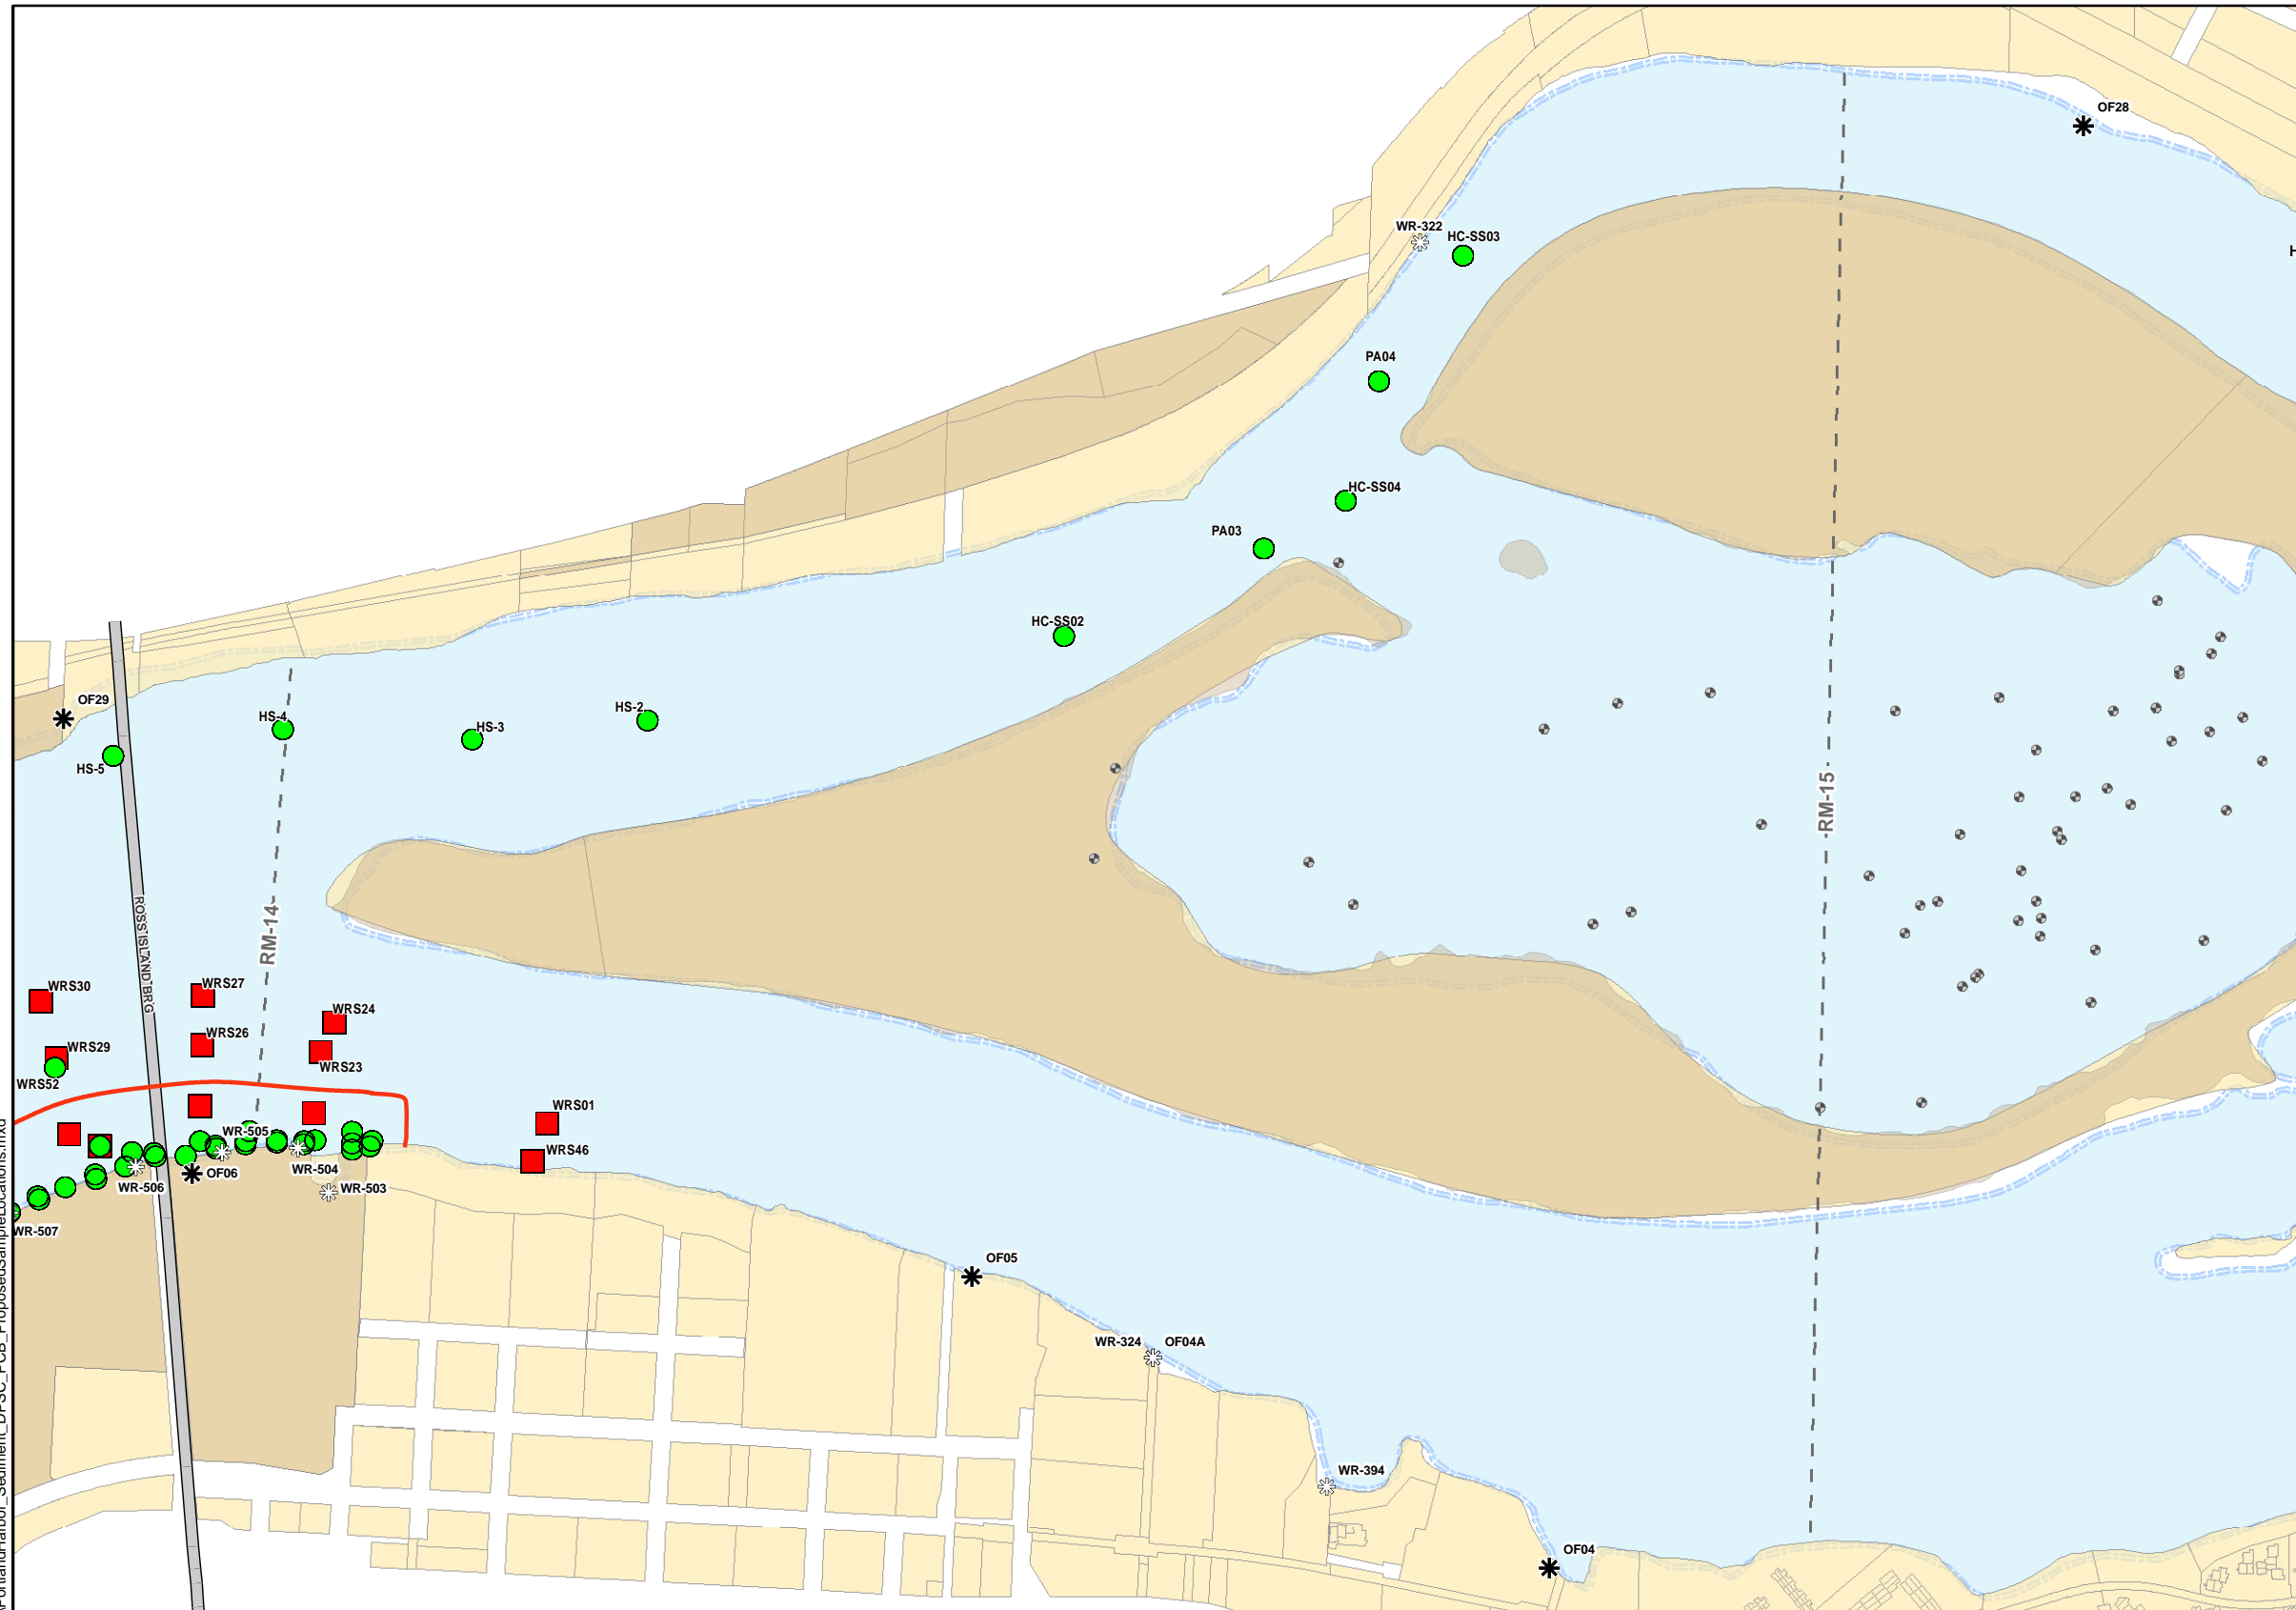 OF28
WR-322
HC-SS03
H
PA04
HC-SS04
PA03
HC-SS02
OF29
HS-4
HS-3
HS-2
HS-5
RM-15
ROSS ISLAND BRG
RM-14
WRS30
WRS27
WRS24
WRS26
WRS29
WRS23
WRS52
WRS01
WR-505
WRS46
WR-504
OF06
WR-506
WR-503
WR-507
OF05
WR-324
OF04A
WR-394
OF04
PortlandHarbor_Sediment_DPSC_PCB_ProposedSampleLocations.mxd